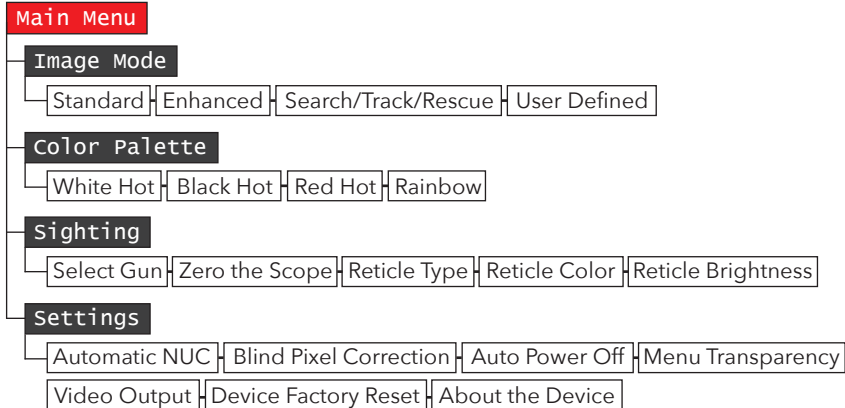 Main Menu
Image Mode
Standard Enhanced Search/Track/Rescue User Defined
Color Palette
White Hot Black Hot Red Hot Rainbow
Sighting
Select Gun Zero the Scope Reticle Type Reticle Color Reticle Brightness
Settings
Automatic NUC Blind Pixel Correction Auto Power Off Menu Transparency
Video Output Device Factory Reset About the Device